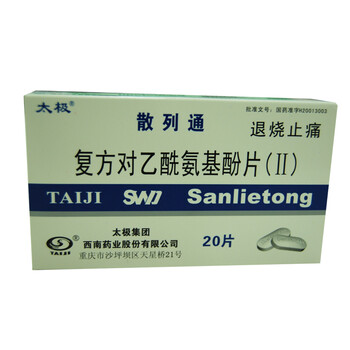 太极®
批准文号：国药准字H20013003
散列通
退烧止痛
复方对乙酰氨基酚片(II)
TAIJI SWJ Sanlietong
TAIJI
太极集团
西南药业股份有限公司
重庆市沙坪坝区天星桥21号
20片